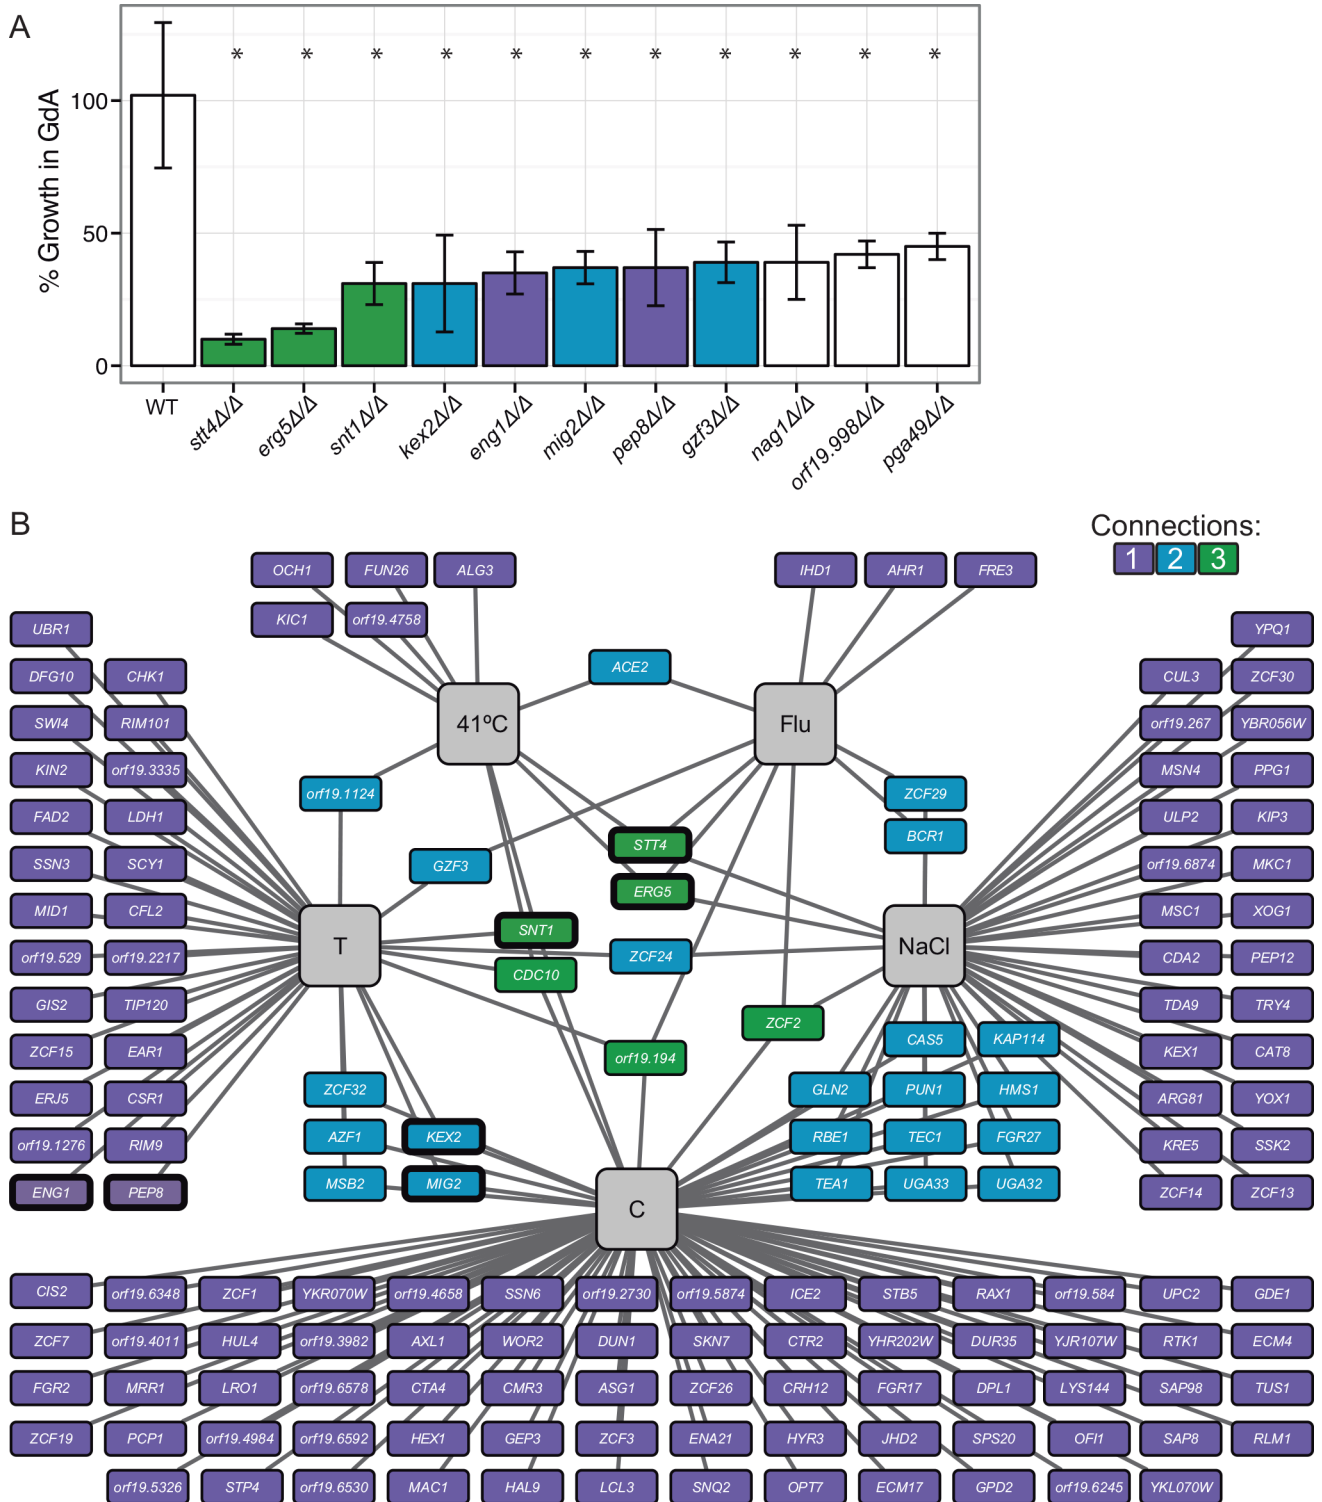 A
% Growth in GdA
100
50
0
* * * * * * * * * * *
WT stt4Δ/Δ erg5Δ/Δ snt1Δ/Δ kex2Δ/Δ eng1Δ/Δ mig2Δ/Δ pep8Δ/Δ gzf3Δ/Δ nag1Δ/Δ orf19.998Δ/Δ pga49Δ/Δ
B
Connections:
1 2 3
OCH1 FUN26 ALG3 IHD1 AHR1 FRE3
KIC1 orf19.4758
UBR1 YPQ1
ACE2
DFG10 CHK1 CUL3 ZCF30
SWI4 RIM101 41ºC Flu orf19.267 YBR056W
KIN2 orf19.3335 MSN4 PPG1
orf19.1124 ZCF29
FAD2 LDH1 ULP2 KIP3
STT4 BCR1
SSN3 SCY1 GZF3 orf19.6874 MKC1
ERG5
MID1 CFL2 MSC1 XOG1
SNT1
T NaCl
orf19.529 orf19.2217 ZCF24 CDA2 PEP12
CDC10
GIS2 TIP120 TDA9 TRY4
ZCF2
CAS5 KAP114
ZCF15 EAR1 orf19.194 KEX1 CAT8
ERJ5 CSR1 ZCF32 GLN2 PUN1 HMS1 ARG81 YOX1
orf19.1276 RIM9 AZF1 KEX2 RBE1 TEC1 FGR27 KRE5 SSK2
ENG1 PEP8 MSB2 MIG2 TEA1 UGA33 UGA32 ZCF14 ZCF13
C
CIS2 orf19.6348 ZCF1 YKR070W orf19.4658 SSN6 orf19.2730 orf19.5874 ICE2 STB5 RAX1 orf19.584 UPC2 GDE1
ZCF7 orf19.4011 HUL4 orf19.3982 AXL1 WOR2 DUN1 SKN7 CTR2 YHR202W DUR35 YJR107W RTK1 ECM4
FGR2 MRR1 LRO1 orf19.6578 CTA4 CMR3 ASG1 ZCF26 CRH12 FGR17 DPL1 LYS144 SAP98 TUS1
ZCF19 PCP1 orf19.4984 orf19.6592 HEX1 GEP3 ZCF3 ENA21 HYR3 JHD2 SPS20 OFI1 SAP8 RLM1
orf19.5326 STP4 orf19.6530 MAC1 HAL9 LCL3 SNQ2 OPT7 ECM17 GPD2 orf19.6245 YKL070W